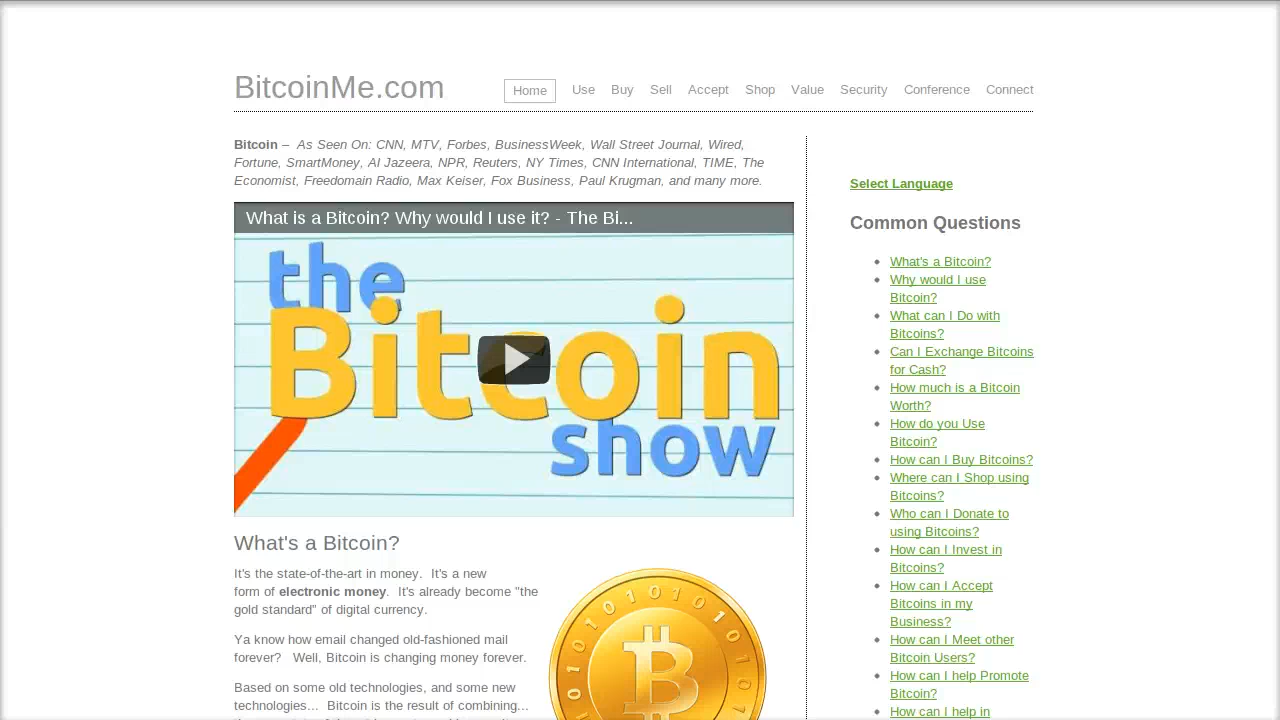 BitcoinMe.com
Home Use Buy Sell Accept Shop Value Security Conference Connect
Bitcoin – As Seen On: CNN, MTV, Forbes, BusinessWeek, Wall Street Journal, Wired,
Fortune, SmartMoney, Al Jazeera, NPR, Reuters, NY Times, CNN International, TIME, The
Economist, Freedomain Radio, Max Keiser, Fox Business, Paul Krugman, and many more.
What is a Bitcoin? Why would I use it? - The Bi...
the
Bitcoin
show
What's a Bitcoin?
It's the state-of-the-art in money. It's a new
form of electronic money. It's already become "the
gold standard" of digital currency.
Ya know how email changed old-fashioned mail
forever? Well, Bitcoin is changing money forever.
Based on some old technologies, and some new
technologies... Bitcoin is the result of combining...
Select Language
Common Questions
What's a Bitcoin?
Why would I use
Bitcoin?
What can I Do with
Bitcoins?
Can I Exchange Bitcoins
for Cash?
How much is a Bitcoin
Worth?
How do you Use
Bitcoin?
How can I Buy Bitcoins?
Where can I Shop using
Bitcoins?
Who can I Donate to
using Bitcoins?
How can I Invest in
Bitcoins?
How can I Accept
Bitcoins in my
Business?
How can I Meet other
Bitcoin Users?
How can I help Promote
Bitcoin?
How can I help in